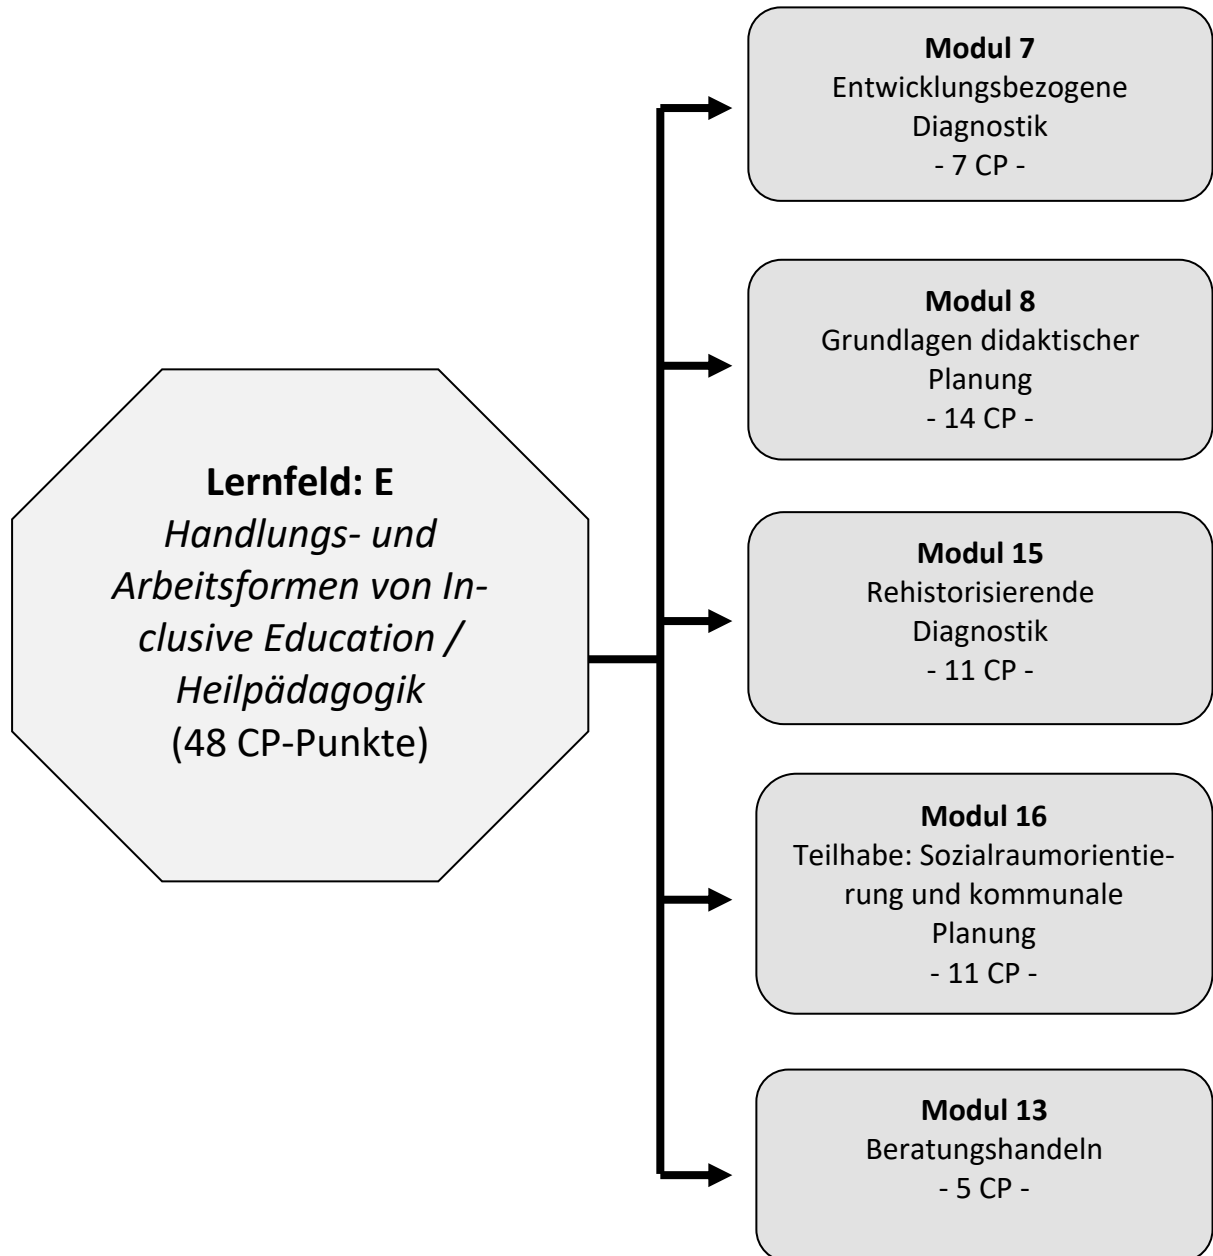 Modul 7
Entwicklungsbezogene
Diagnostik
- 7 CP -
Modul 8
Grundlagen didaktischer
Planung
- 14 CP -
Lernfeld: E
Handlungs- und
Arbeitsformen von In-
clusive Education /
Heilpädagogik
(48 CP-Punkte)
Modul 15
Rehistorisierende
Diagnostik
- 11 CP -
Modul 16
Teilhabe: Sozialraumorientie-
rung und kommunale
Planung
- 11 CP -
Modul 13
Beratungshandeln
- 5 CP -